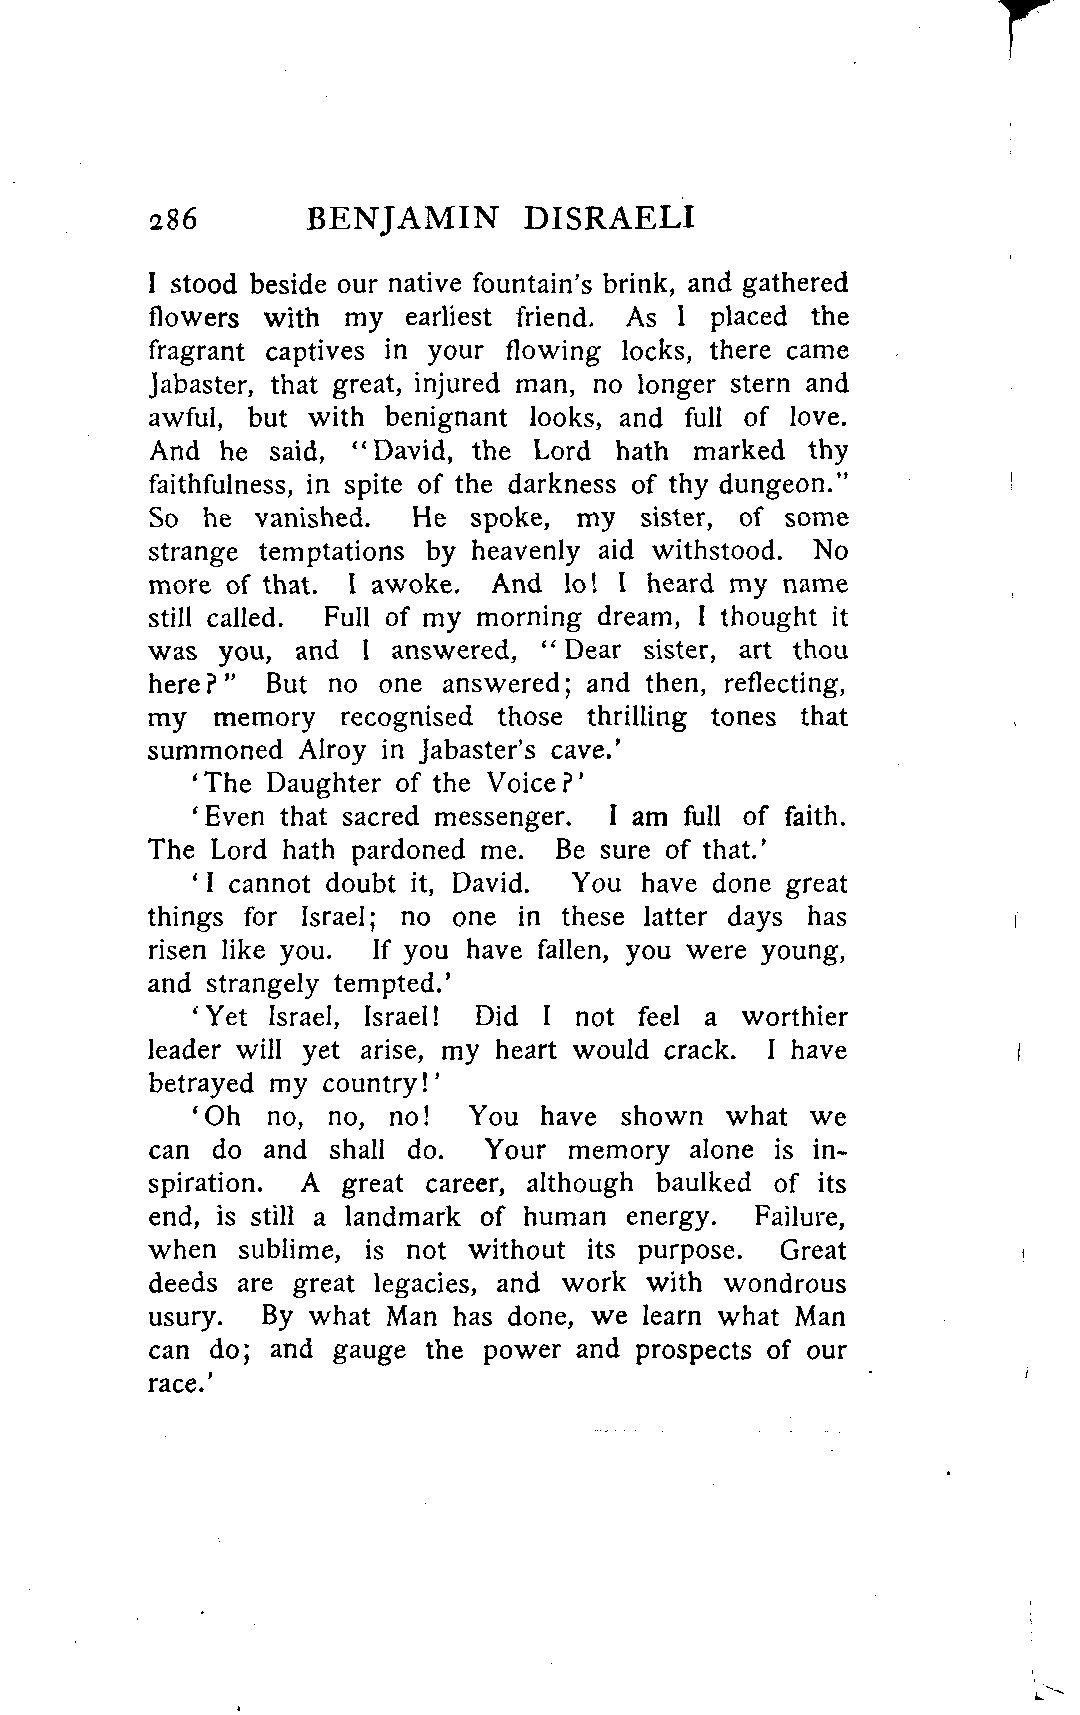 286 BENJAMIN DISRAELI
I stood beside our native fountain's brink, and gathered
flowers with my earliest friend. As I placed the
fragrant captives in your flowing locks, there came
Jabaster, that great, injured man, no longer stern and
awful, but with benignant looks, and full of love.
And he said, “David, the Lord hath marked thy
faithfulness, in spite of the darkness of thy dungeon.”
So he vanished. He spoke, my sister, of some
strange temptations by heavenly aid withstood. No
more of that. I awoke. And lo! I heard my name
still called. Full of my morning dream, I thought it
was you, and I answered, “Dear sister, art thou
here?” But no one answered; and then, reflecting,
my memory recognised those thrilling tones that
summoned Alroy in Jabaster's cave.’
‘The Daughter of the Voice?’
‘Even that sacred messenger. I am full of faith.
The Lord hath pardoned me. Be sure of that.’
‘I cannot doubt it, David. You have done great
things for Israel; no one in these latter days has
risen like you. If you have fallen, you were young,
and strangely tempted.’
‘Yet Israel, Israel! Did I not feel a worthier
leader will yet arise, my heart would crack. I have
betrayed my country!’
‘Oh no, no, no! You have shown what we
can do and shall do. Your memory alone is in-
spiration. A great career, although baulked of its
end, is still a landmark of human energy. Failure,
when sublime, is not without its purpose. Great
deeds are great legacies, and work with wondrous
usury. By what Man has done, we learn what Man
can do; and gauge the power and prospects of our
race.’